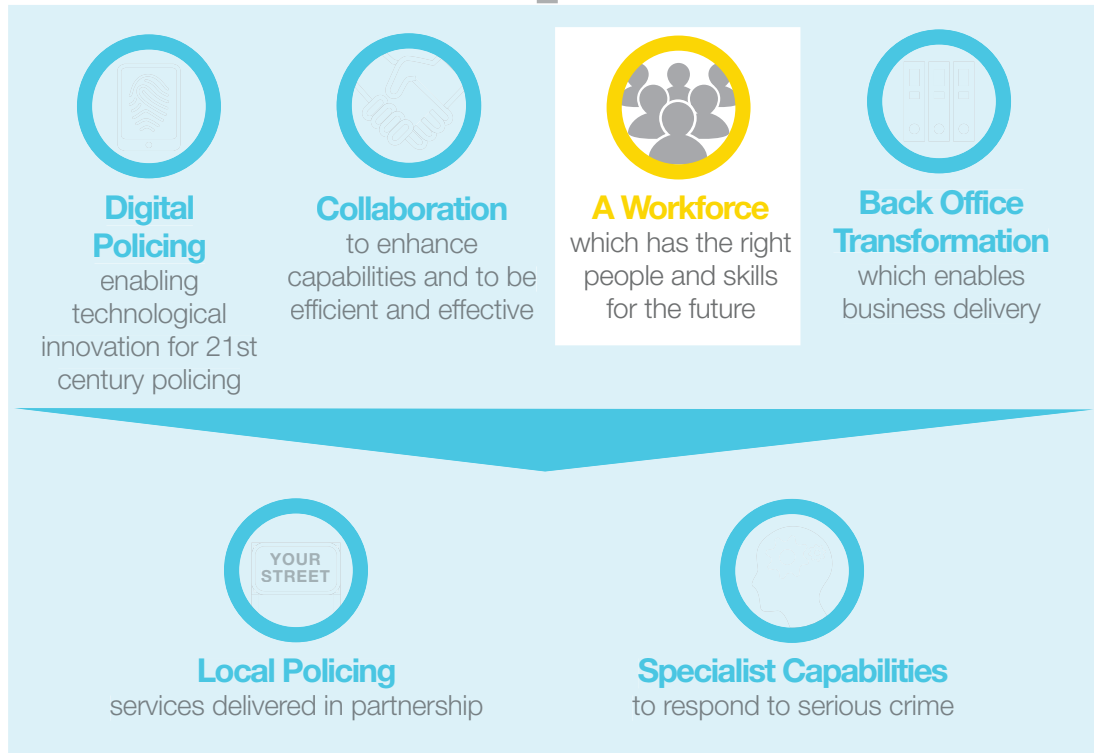 Digital
Policing
enabling
technological
innovation for 21st
century policing
Collaboration
to enhance
capabilities and to be
efficient and effective
A Workforce
which has the right
people and skills
for the future
Back Office
Transformation
which enables
business delivery
YOUR
STREET
Local Policing
services delivered in partnership
Specialist Capabilities
to respond to serious crime